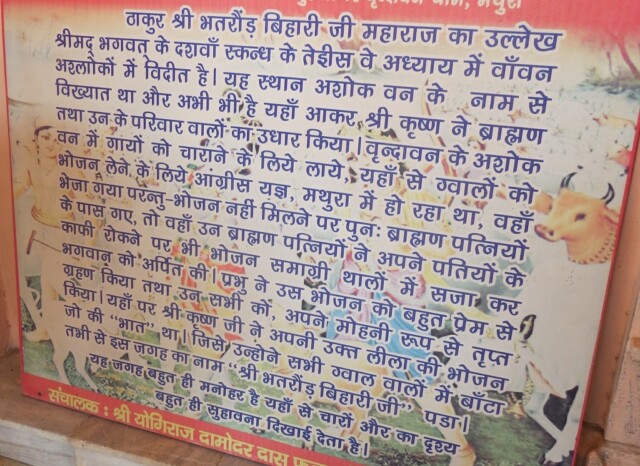 वृन्दावन धाम, मथुरा
ठाकुर श्री भतरौंड़ बिहारी जी महाराज का उल्लेख
श्रीमद् भगवत् के दशवाँ स्कन्ध के तेईस वे अध्याय में वाँवन
अश्लोकों में विदीत है। यह स्थान अशोक वन के नाम से
विख्यात था और अभी भी है यहाँ आकर श्री कृष्ण ने ब्राह्मण
तथा उन के परिवार वालों का उधार किया। वृन्दावन के अशोक
वन में गायों को चाराने के लिये लाये, यहाँ से ग्वालों को
भोजन लेने के लिये आंग्रीस यज्ञ, मथुरा में हो रहा था, वहाँ
भेजा गया परन्तु-भोजन नहीं मिलने पर पुनः ब्राह्मण पत्नियों
के पास गए, तो वहाँ उन ब्राह्मण पत्नियों ने अपने पतियों के
काफी रोकने पर भी भोजन समाग्री थालों में सजा कर
भगवान को अर्पित की। प्रभु ने उस भोजन को बहुत प्रेम से
ग्रहण किया तथा उन सभी को, अपने मोहनी रूप से तृप्त
किया। यहाँ पर श्री कृष्ण जी ने अपनी उक्त लीला की भोजन
जो की “भात” था। जिसे, उन्होने सभी ग्वाल वालों में बाँटा
तभी से इस जगह का नाम “श्री भतरौंड़ बिहारी जी” पडा।
यह जगह बहुत ही मनोहर है यहाँ से चारों और का दृश्य
बहुत ही सुहावना दिखाई देता है।
संचालक : श्री योगिराज दामोदर दास